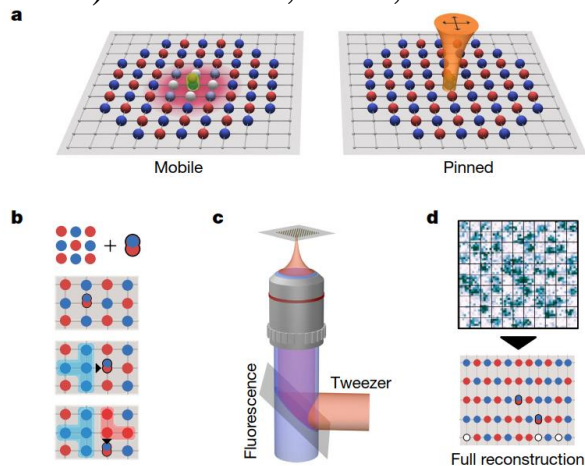 a
Mobile
Pinned
b
+
c
Fluorescence
Tweezer
d
Full reconstruction